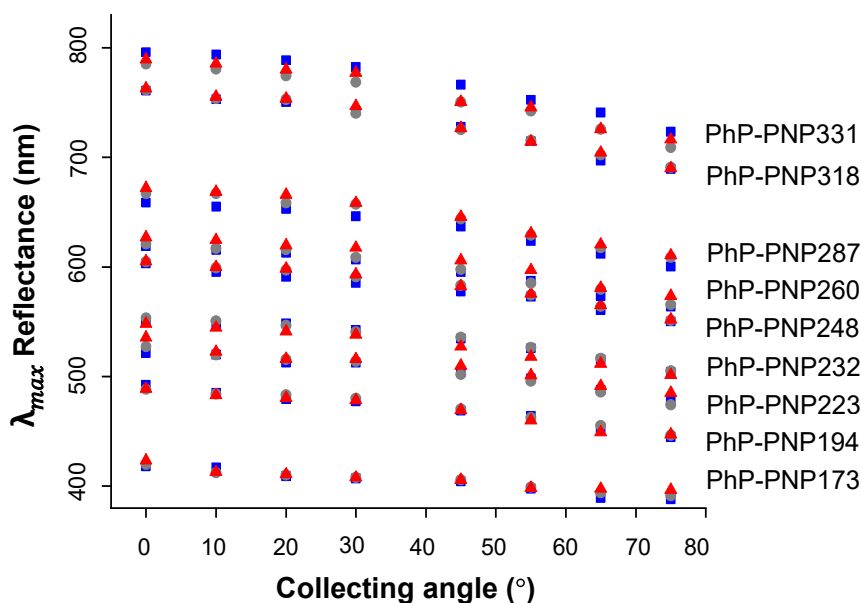 λmax Reflectance (nm)
800
700
600
500
400
PhP-PNP331
PhP-PNP318
PhP-PNP287
PhP-PNP260
PhP-PNP248
PhP-PNP232
PhP-PNP223
PhP-PNP194
PhP-PNP173
0 10 20 30 40 50 60 70 80
Collecting angle (°)